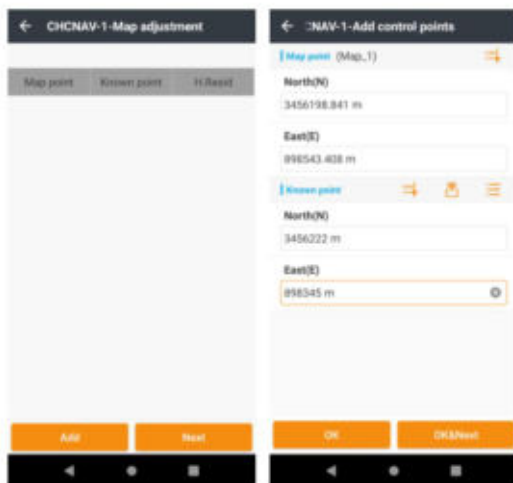 CHCNAV-1-Map adjustment
Map point Known point H.Resid
Add Next
CNAV-1-Add control points
Map point (Map_1)
North(N)
3456198.841 m
East(E)
898543.408 m
Known point
North(N)
3456222 m
East(E)
898345 m
OK OK&Next